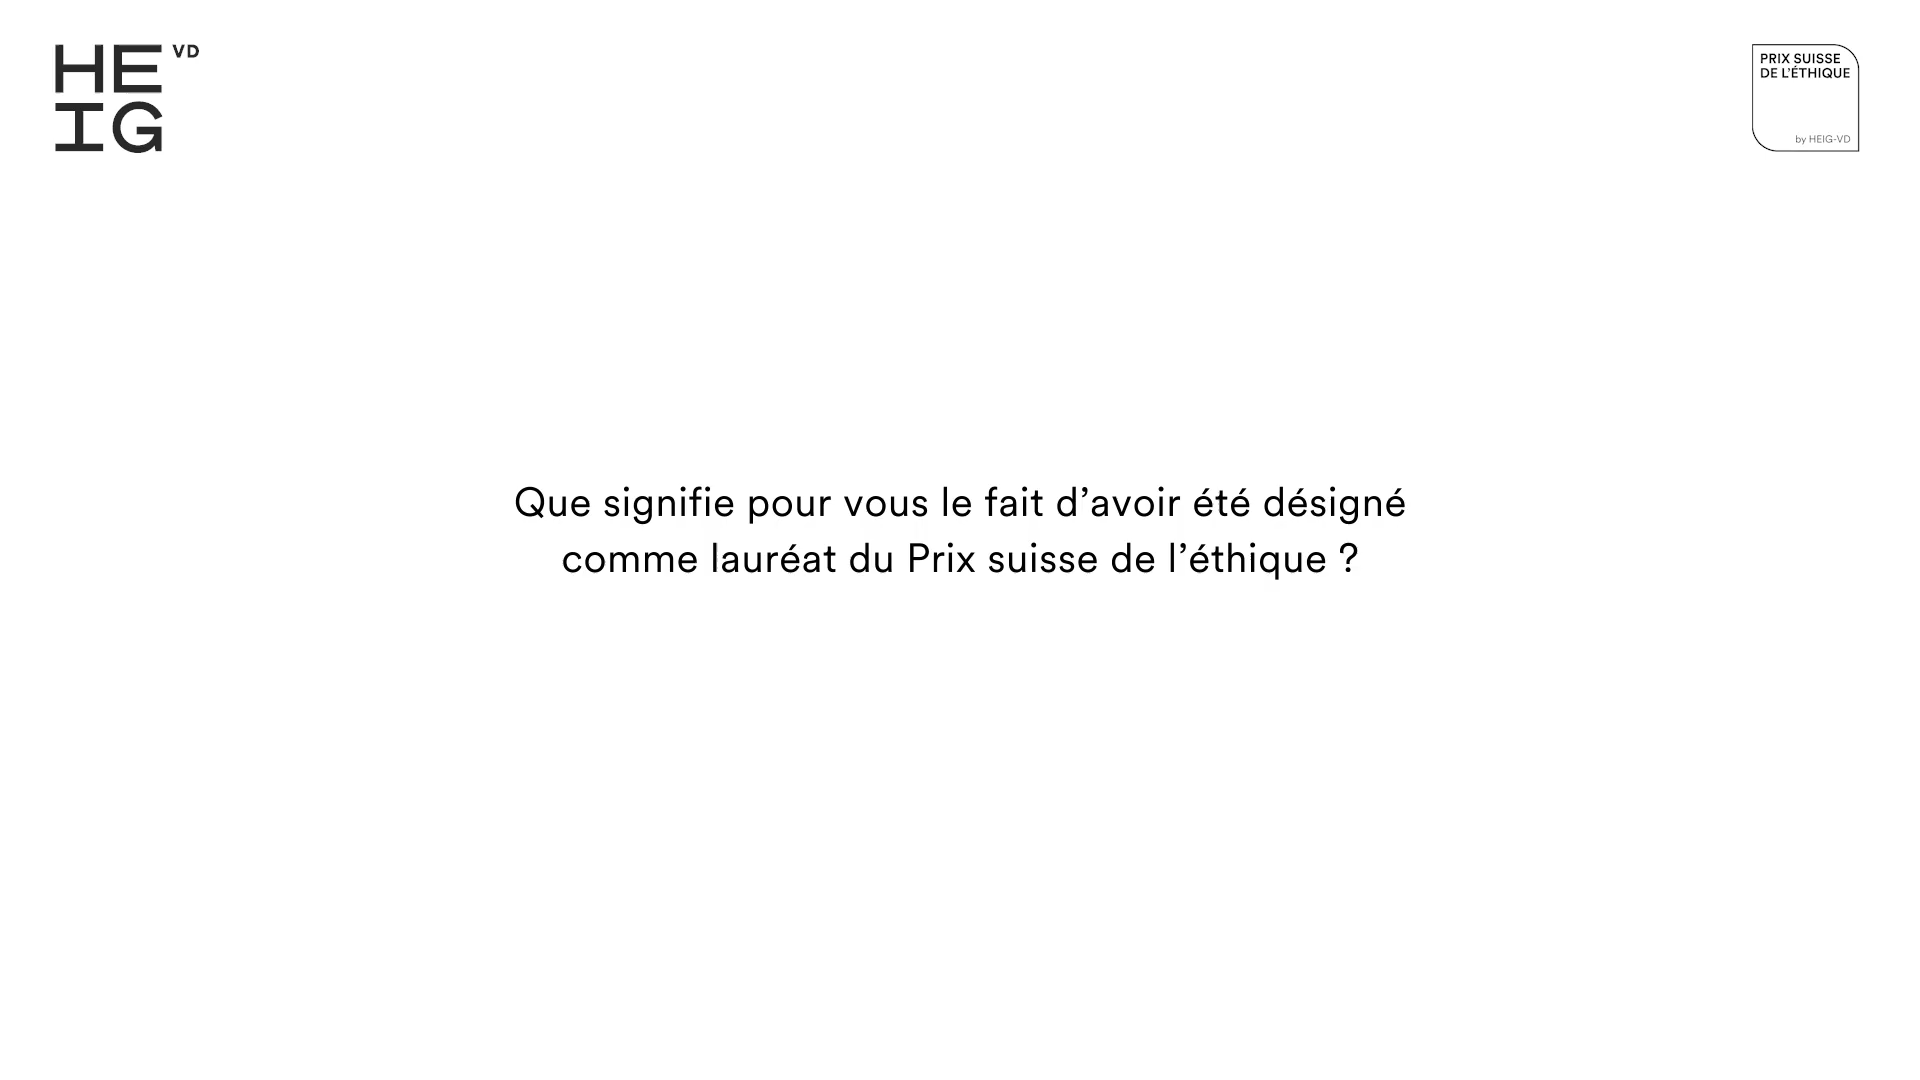 HE VD
IG
PRIX SUISSE
DE L'ÉTHIQUE
by HEIG-VD
Que signifie pour vous le fait d’avoir été désigné
comme lauréat du Prix suisse de l’éthique ?